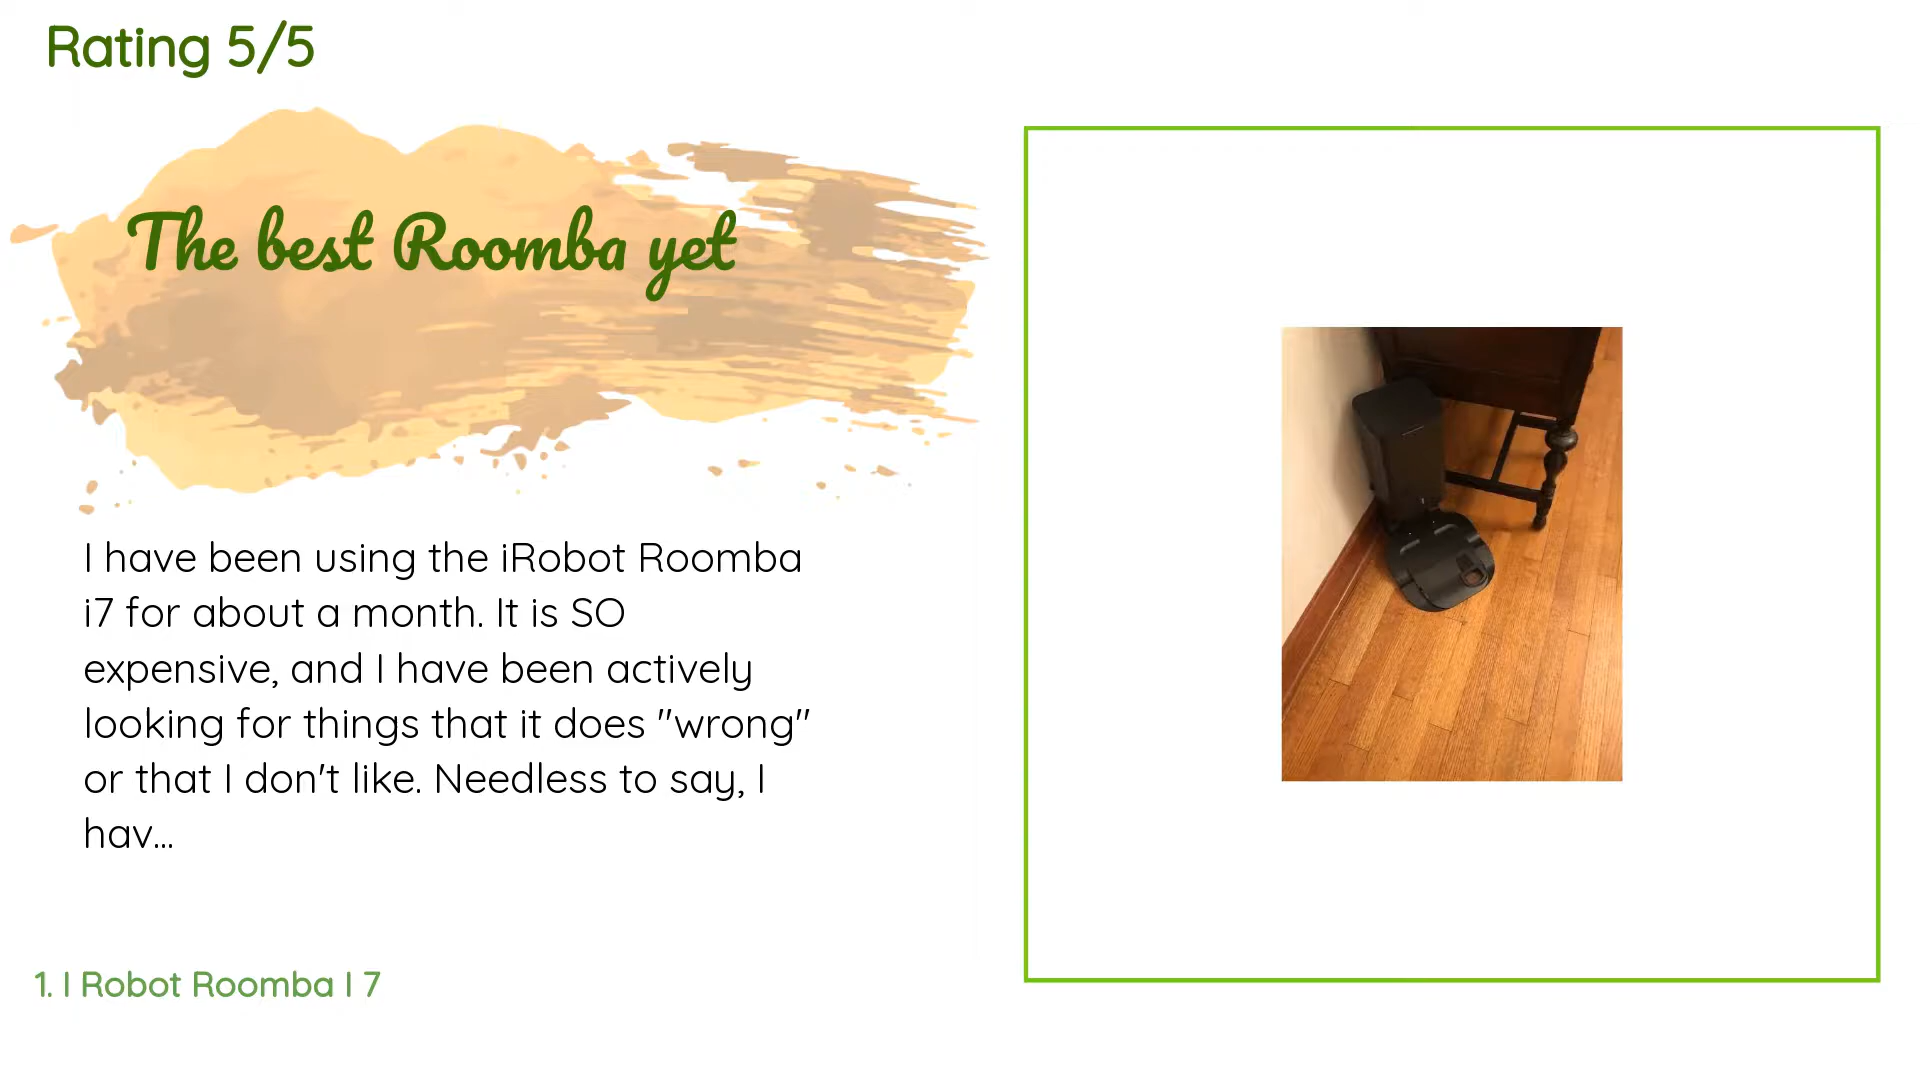 Rating 5/5
The best Roomba yet
I have been using the iRobot Roomba
i7 for about a month. It is SO
expensive, and I have been actively
looking for things that it does "wrong"
or that I don't like. Needless to say, I
hav...
1. I Robot Roomba I 7